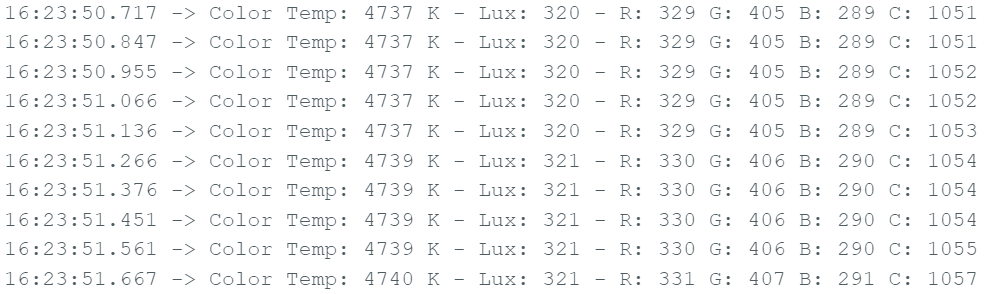 16:23:50.717 -> Color Temp: 4737 K - Lux: 320 - R: 329 G: 405 B: 289 C: 1051
16:23:50.847 -> Color Temp: 4737 K - Lux: 320 - R: 329 G: 405 B: 289 C: 1051
16:23:50.955 -> Color Temp: 4737 K - Lux: 320 - R: 329 G: 405 B: 289 C: 1052
16:23:51.066 -> Color Temp: 4737 K - Lux: 320 - R: 329 G: 405 B: 289 C: 1052
16:23:51.136 -> Color Temp: 4737 K - Lux: 320 - R: 329 G: 405 B: 289 C: 1053
16:23:51.266 -> Color Temp: 4739 K - Lux: 321 - R: 330 G: 406 B: 290 C: 1054
16:23:51.376 -> Color Temp: 4739 K - Lux: 321 - R: 330 G: 406 B: 290 C: 1054
16:23:51.451 -> Color Temp: 4739 K - Lux: 321 - R: 330 G: 406 B: 290 C: 1054
16:23:51.561 -> Color Temp: 4739 K - Lux: 321 - R: 330 G: 406 B: 290 C: 1055
16:23:51.667 -> Color Temp: 4740 K - Lux: 321 - R: 331 G: 407 B: 291 C: 1057